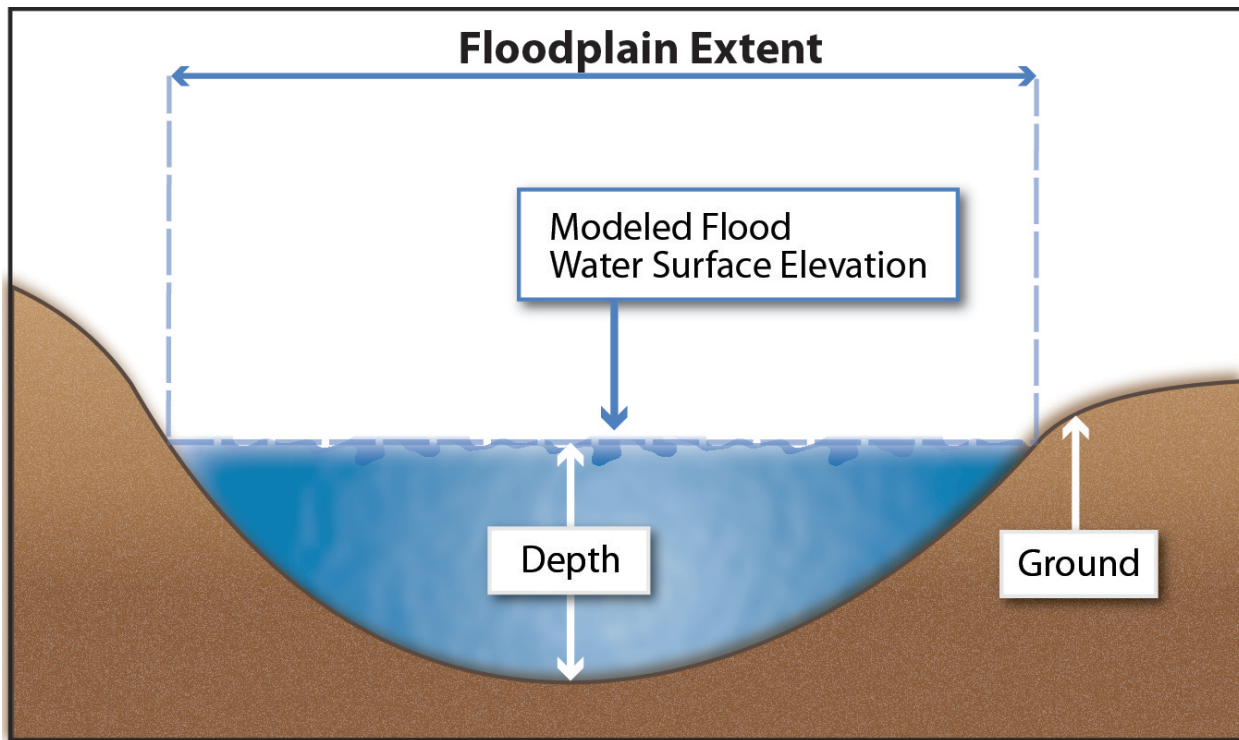 Floodplain Extent
Modeled Flood
Water Surface Elevation
Depth
Ground